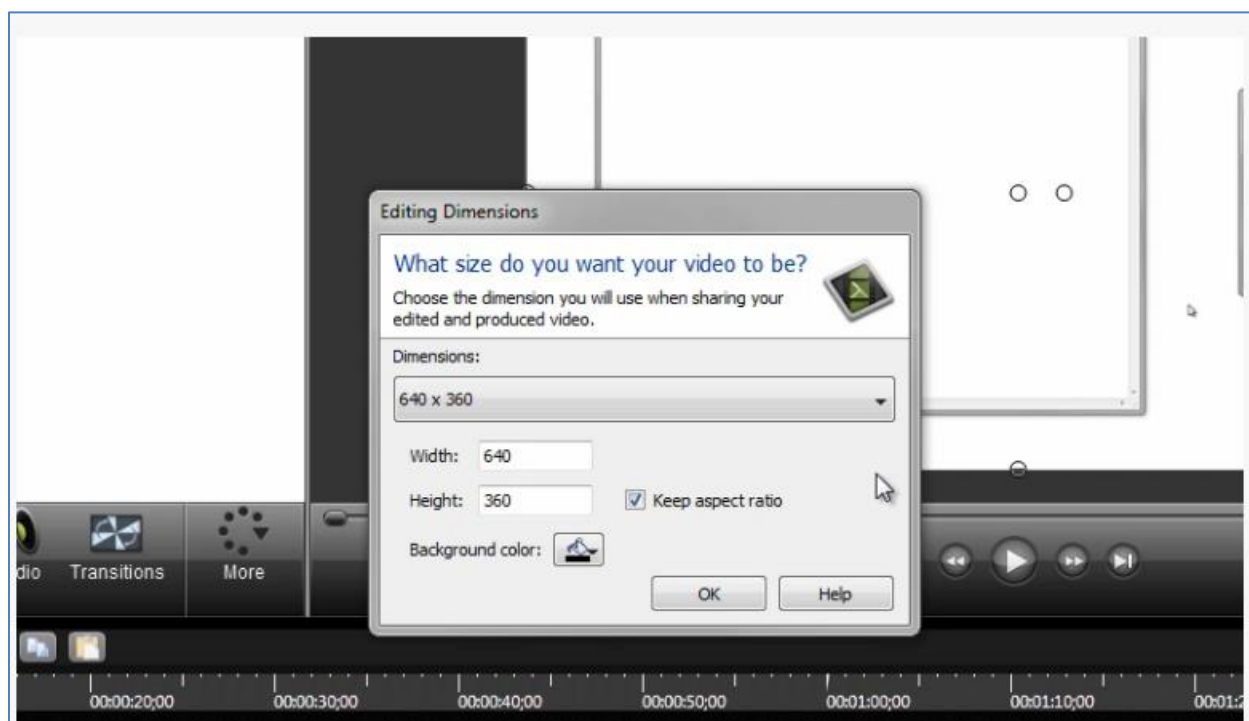 Editing Dimensions
What size do you want your video to be?
Choose the dimension you will use when sharing your
edited and produced video.
Dimensions:
640 x 360
Width: 640
Height: 360 Keep aspect ratio
Background color:
OK Help
dio Transitions More
00:00:20;00 00:00:30;00 00:00:40;00 00:00:50;00 00:01:00;00 00:01:10;00 00:01:2